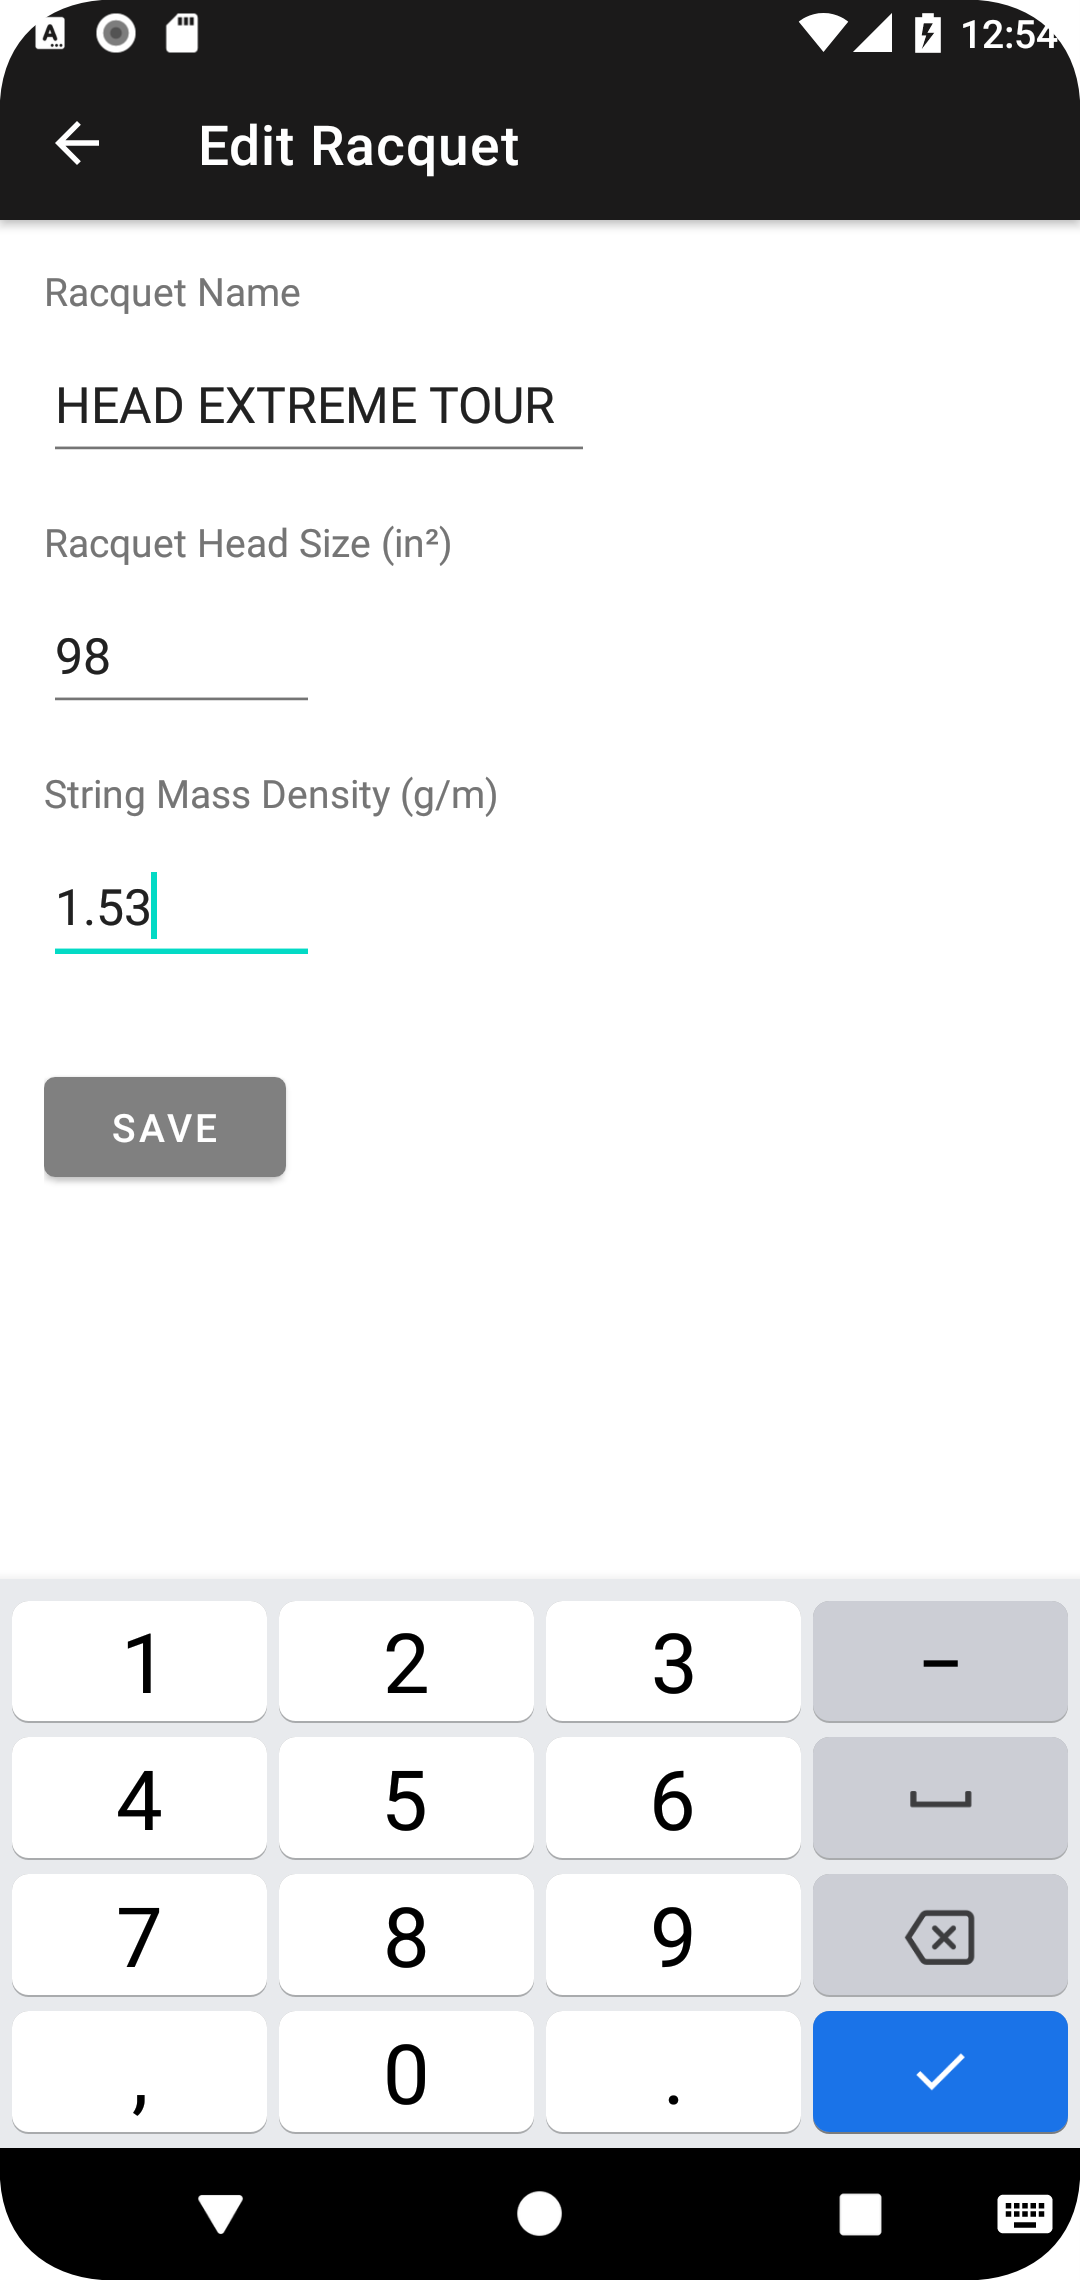 12:54
Edit Racquet
Racquet Name
HEAD EXTREME TOUR
Racquet Head Size (in²)
98
String Mass Density (g/m)
1.53
SAVE
1 2 3 –
4 5 6
7 8 9
, 0 .